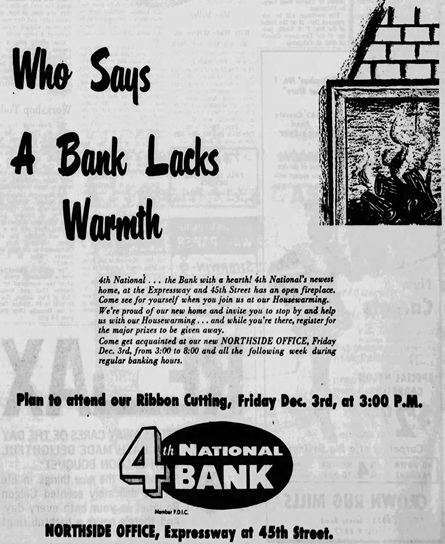 Who Says
A Bank Lacks
Warmth
4th National . . . the Bank with a hearth! 4th National's newest
home, at the Expressway and 45th Street has an open fireplace.
Come see for yourself when you join us at our Housewarming.
We're proud of our new home and invite you to stop by and help
us with our Housewarming . . . and while you're there, register for
the major prizes to be given away.
Come get acquainted at our new NORTHSIDE OFFICE, Friday
Dec. 3rd, from 3:00 to 8:00 and all the following week during
regular banking hours.
Plan to attend our Ribbon Cutting, Friday Dec. 3rd, at 3:00 P.M.
4th NATIONAL
BANK
Member F.D.I.C.
NORTHSIDE OFFICE, Expressway at 45th Street.